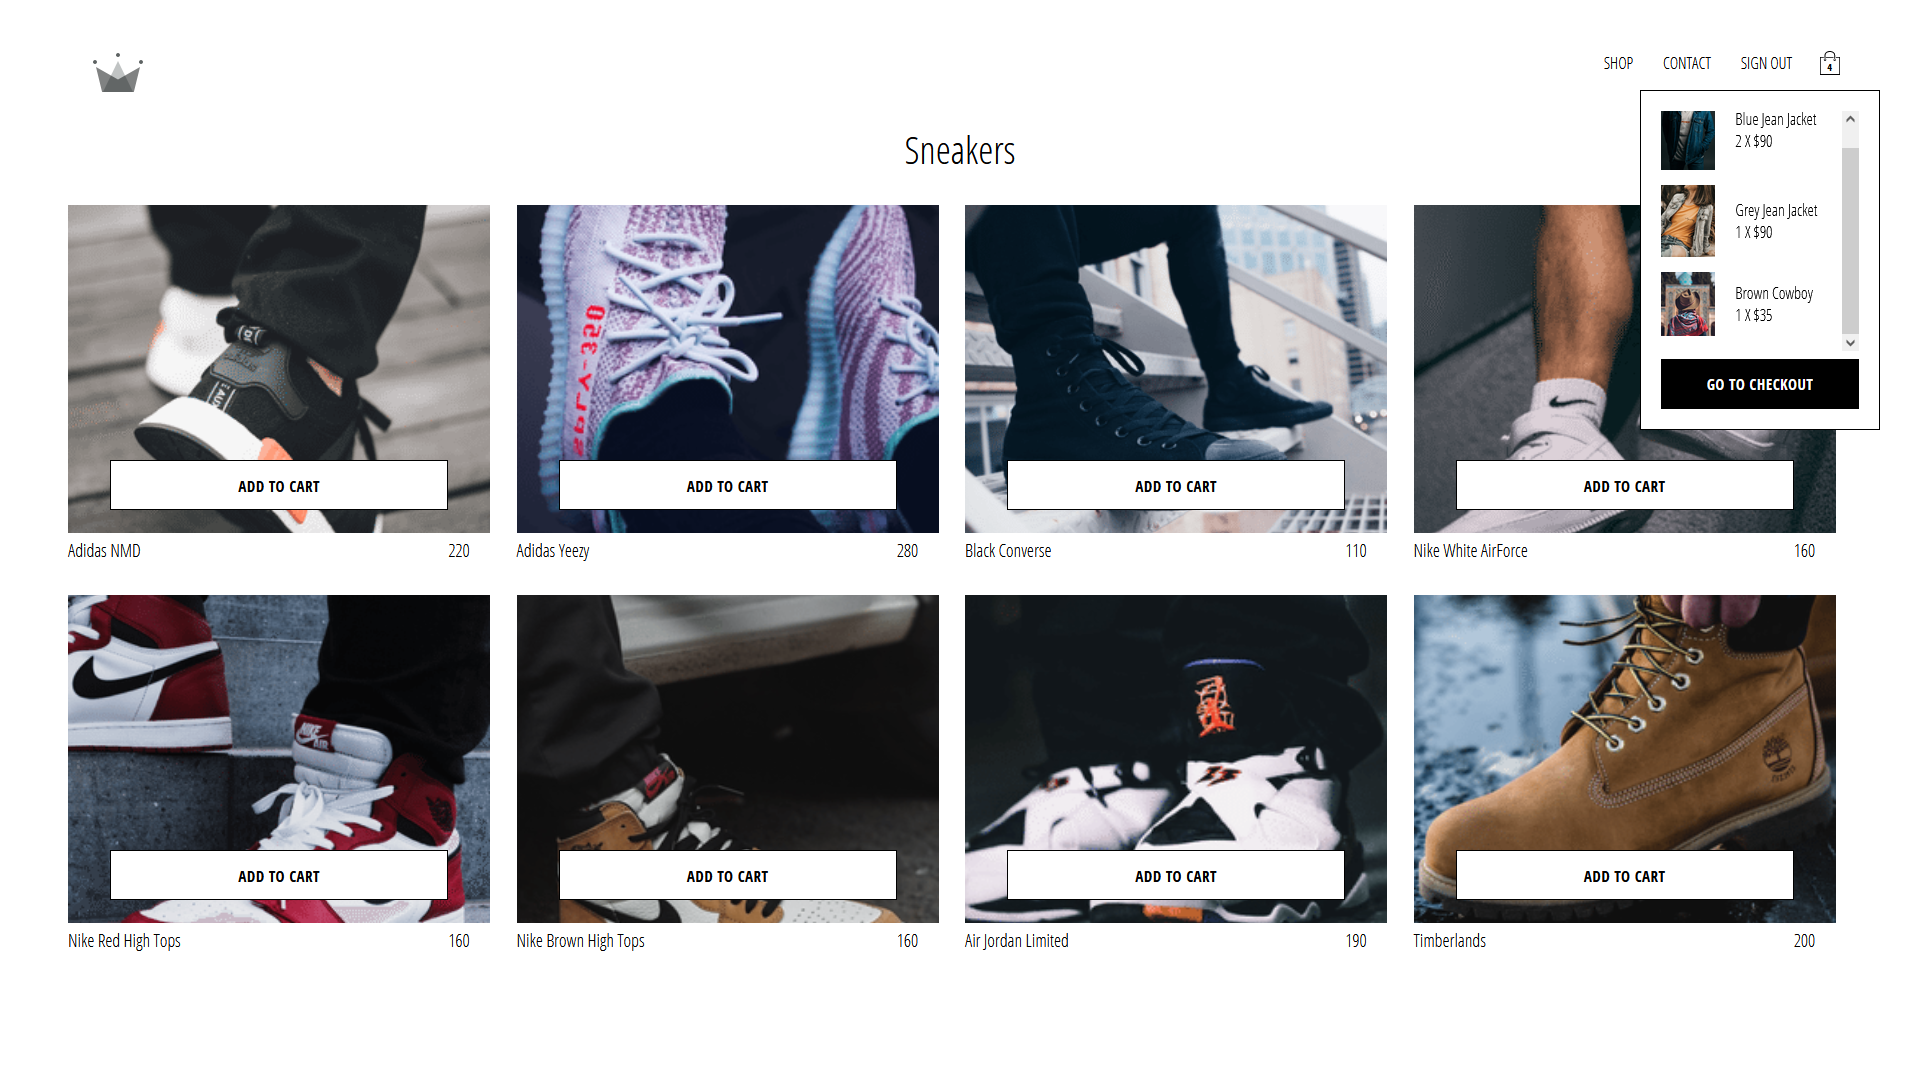 SHOP CONTACT SIGN OUT 4
Sneakers
Blue Jean Jacket
2 X $90
Grey Jean Jacket
1 X $90
Brown Cowboy
1 X $35
GO TO CHECKOUT
ADD TO CART ADD TO CART ADD TO CART ADD TO CART
Adidas NMD 220 Adidas Yeezy 280 Black Converse 110 Nike White AirForce 160
NIKE
AIR
ADD TO CART ADD TO CART ADD TO CART ADD TO CART
Nike Red High Tops 160 Nike Brown High Tops 160 Air Jordan Limited 190 Timberlands 200